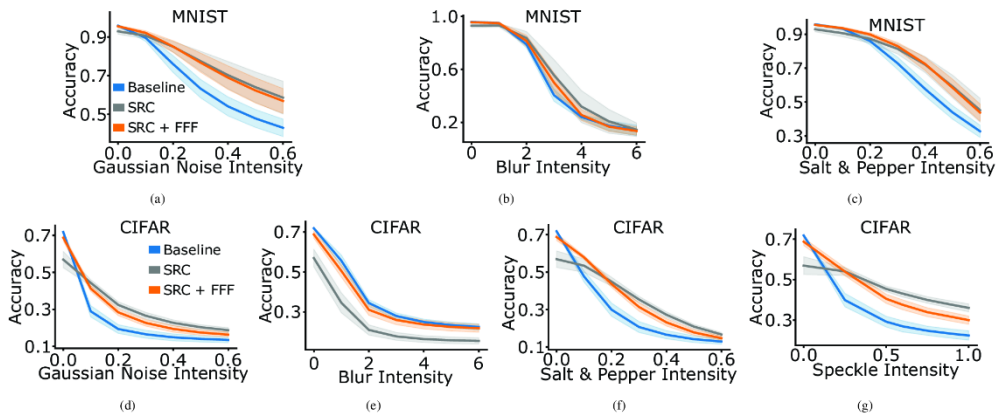 MNIST
Accuracy
0.9
0.7
0.5
Baseline
SRC
SRC + FFF
0.0 0.2 0.4 0.6
Gaussian Noise Intensity
(a)
MNIST
Accuracy
1.0
0.6
0.2
0 2 4 6
Blur Intensity
(b)
MNIST
Accuracy
0.9
0.7
0.5
0.3
0.0 0.2 0.4 0.6
Salt & Pepper Intensity
(c)
CIFAR
Accuracy
0.7
0.5
0.3
0.1
Baseline
SRC
SRC + FFF
0.0 0.2 0.4 0.6
Gaussian Noise Intensity
(d)
CIFAR
Accuracy
0.7
0.5
0.3
0 2 4 6
Blur Intensity
(e)
CIFAR
Accuracy
0.7
0.5
0.3
0.1
0.0 0.2 0.4 0.6
Salt & Pepper Intensity
(f)
CIFAR
Accuracy
0.7
0.5
0.3
0.0 0.5 1.0
Speckle Intensity
(g)